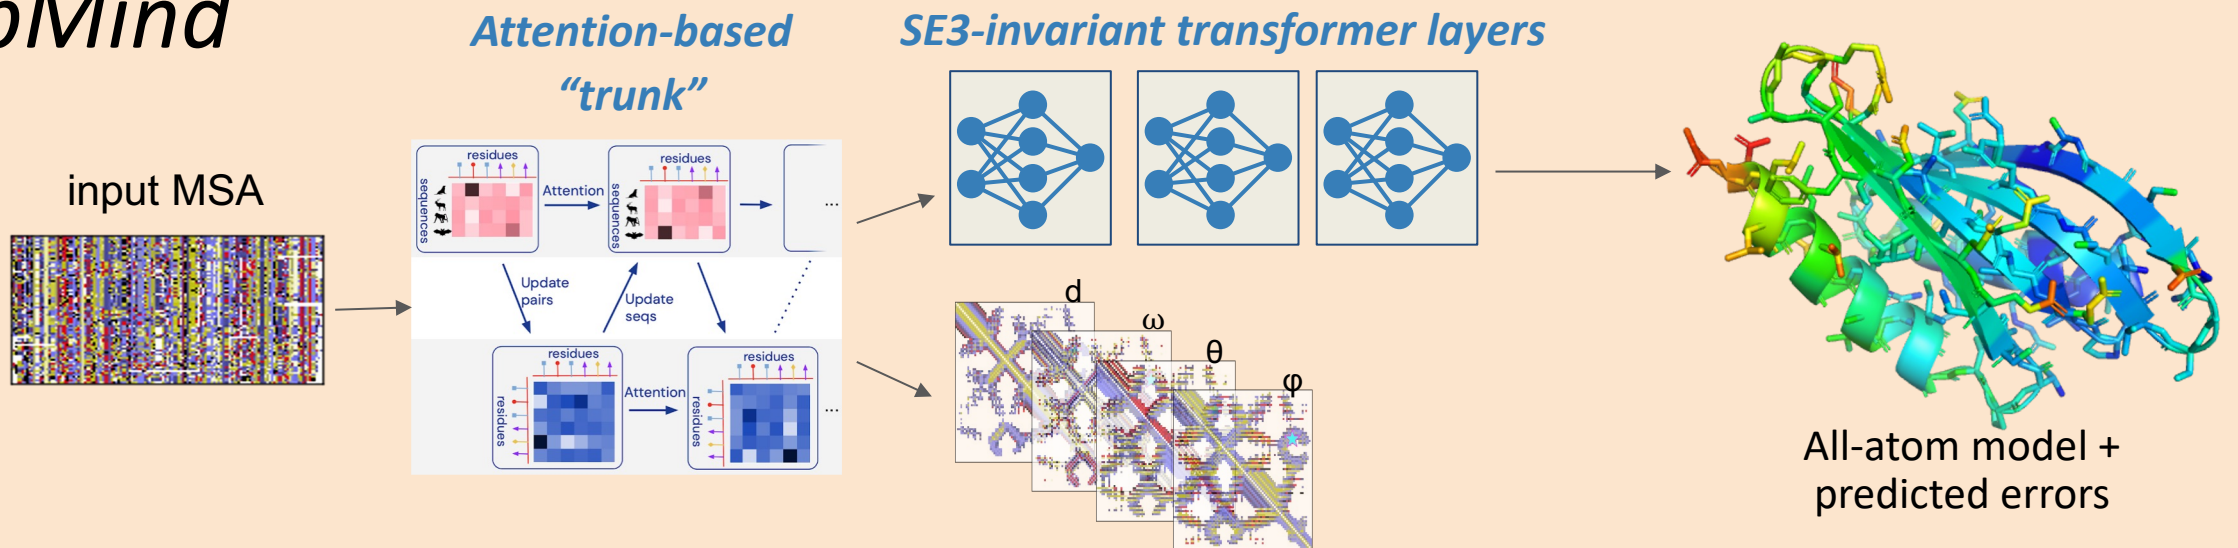 pMind
Attention-based
“trunk”
SE3-invariant transformer layers
input MSA
residues
sequences
Attention
residues
sequences
...
Update
pairs
Update
seqs
residues
residues
Attention
residues
residues
...
d
ω
θ
φ
All-atom model +
predicted errors